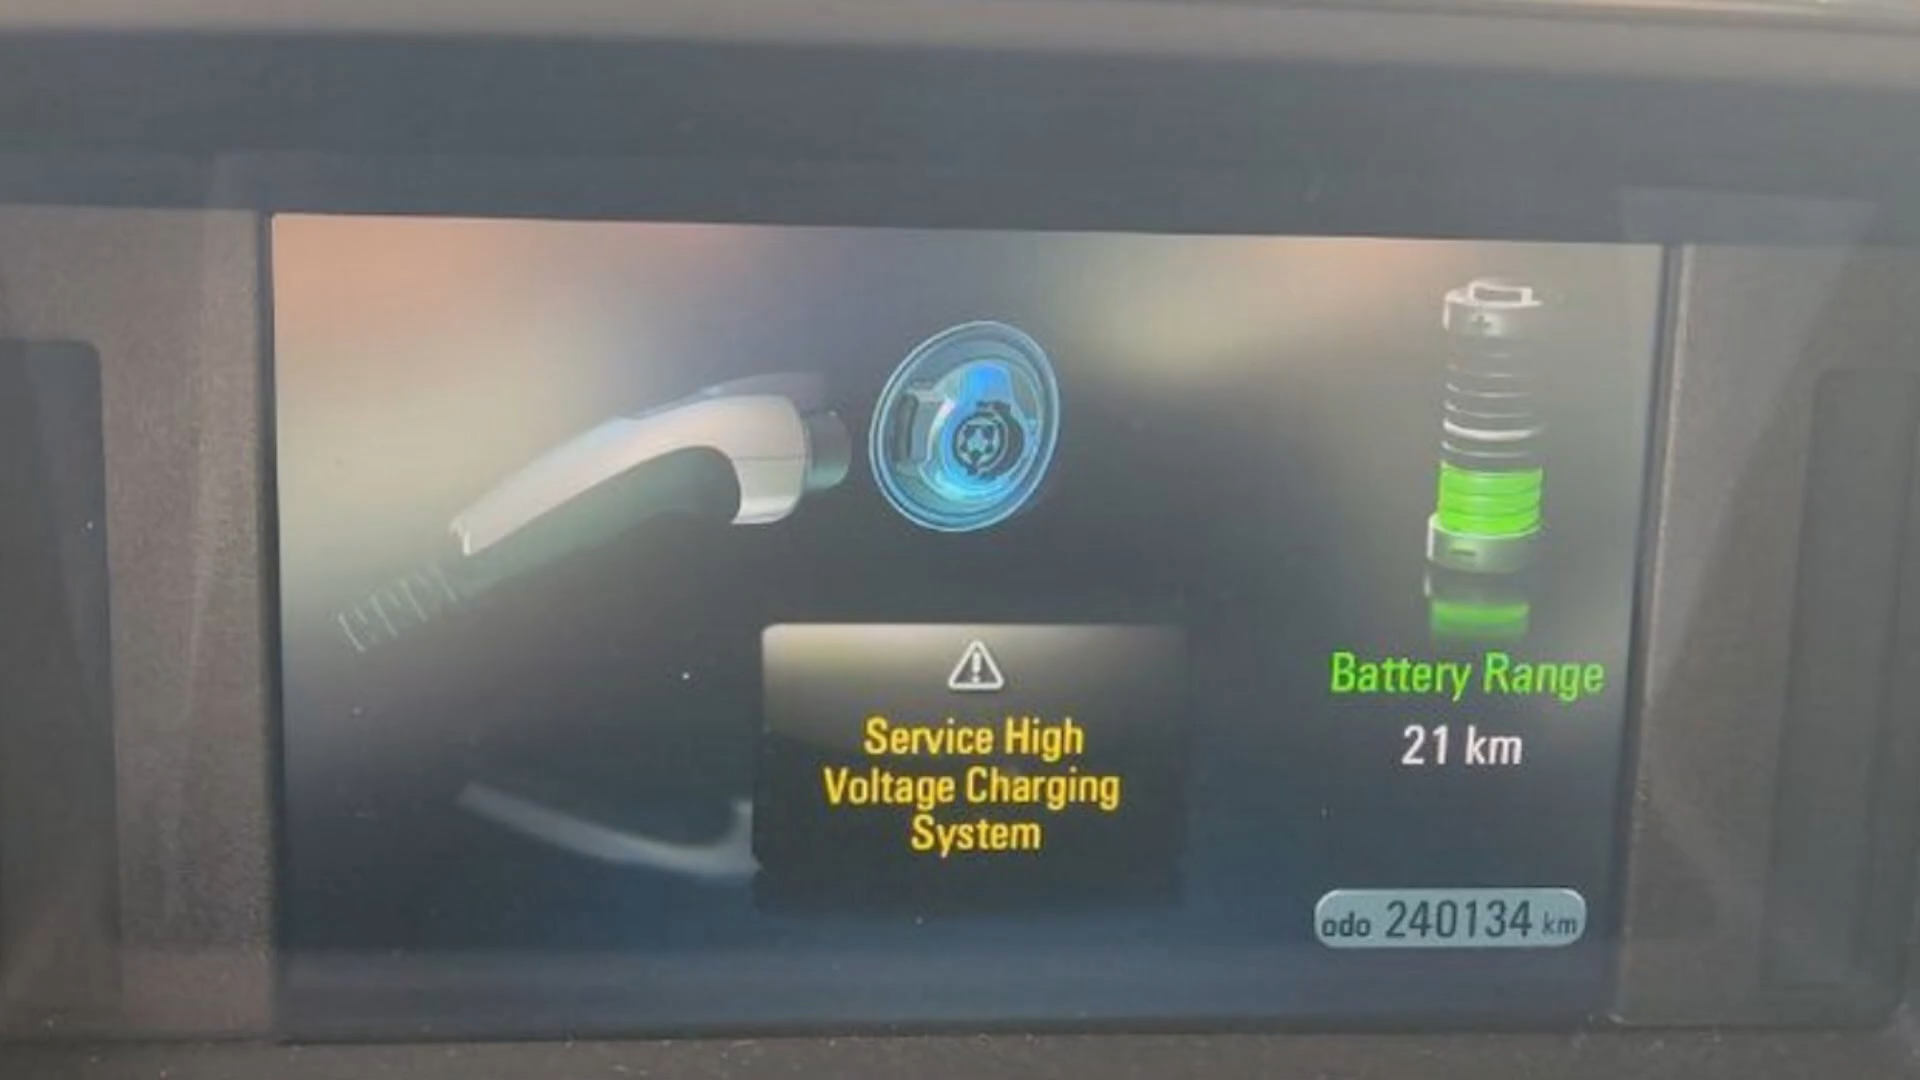 Service High
Voltage Charging
System
Battery Range
21 km
odo 240134 km